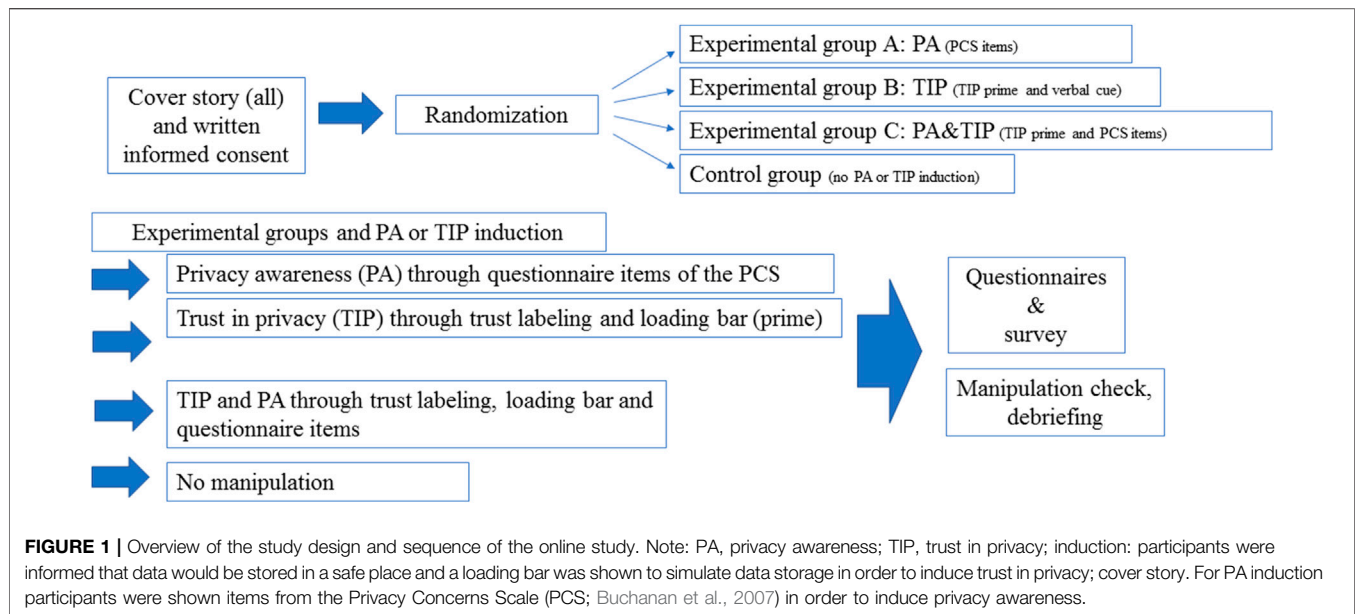 Cover story (all)
and written
informed consent
Randomization
Experimental group A: PA (PCS items)
Experimental group B: TIP (TIP prime and verbal cue)
Experimental group C: PA&TIP (TIP prime and PCS items)
Control group (no PA or TIP induction)
Experimental groups and PA or TIP induction
Privacy awareness (PA) through questionnaire items of the PCS
Trust in privacy (TIP) through trust labeling and loading bar (prime)
TIP and PA through trust labeling, loading bar and
questionnaire items
No manipulation
Questionnaires
&
survey
Manipulation check,
debriefing
FIGURE 1 | Overview of the study design and sequence of the online study. Note: PA, privacy awareness; TIP, trust in privacy; induction: participants were
informed that data would be stored in a safe place and a loading bar was shown to simulate data storage in order to induce trust in privacy; cover story. For PA induction
participants were shown items from the Privacy Concerns Scale (PCS; Buchanan et al., 2007) in order to induce privacy awareness.